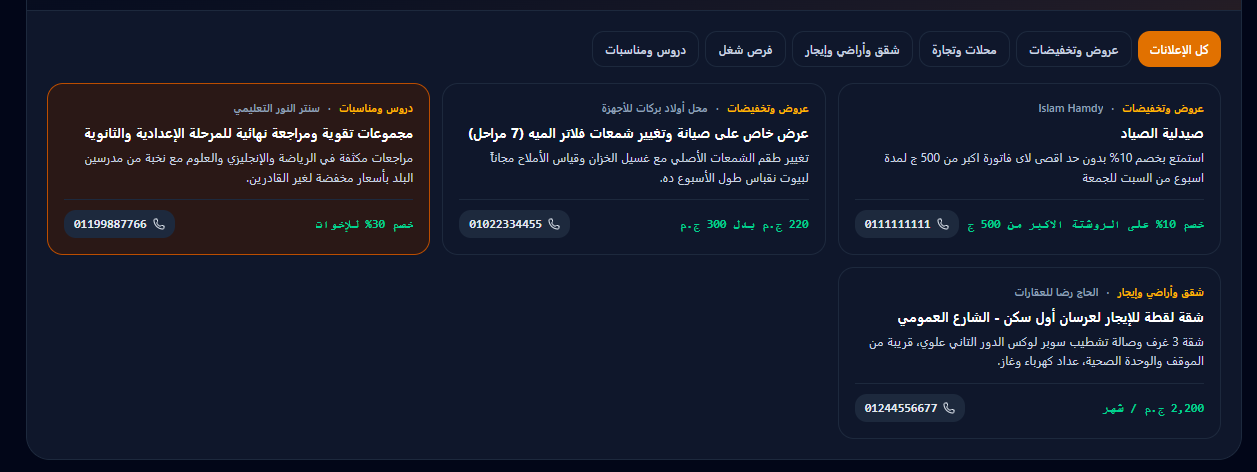 كل الإعلانات
عروض وتخفيضات
محلات وتجارة
شقق وأراضي وإيجار
فرص شغل
دروس ومناسبات
عروض وتخفيضات · Islam Hamdy
صيدلية الصياد
استمتع بخصم 10% بدون حد اقصى لاى فاتورة اكبر من 500 ج لمدة
اسبوع من السبت للجمعة
خصم 10% على الروشتة الاكبر من 500 ج
0111111111
عروض وتخفيضات · محل أولاد بركات للأجهزة
عرض خاص على صيانة وتغيير شمعات فلاتر الميه (7 مراحل)
تغيير طقم الشمعات الأصلي مع غسيل الخزان وقياس الأملاح مجاناً
لبيوت نقباس طول الأسبوع ده.
220 ج.م بدل 300 ج.م
01022334455
دروس ومناسبات · سنتر النور التعليمي
مجموعات تقوية ومراجعة نهائية للمرحلة الإعدادية والثانوية
مراجعات مكثفة في الرياضة والإنجليزي والعلوم مع نخبة من مدرسين
البلد بأسعار مخفضة لغير القادرين.
خصم 30% للإخوات
01199887766
شقق وأراضي وإيجار · الحاج رضا للعقارات
شقة لقطة للإيجار لعرسان أول سكن - الشارع العمومي
شقة 3 غرف وصالة تشطيب سوبر لوكس الدور التاني علوي، قريبة من
الموقف والوحدة الصحية، عداد كهرباء وغاز.
2,200 ج.م / شهر
01244556677